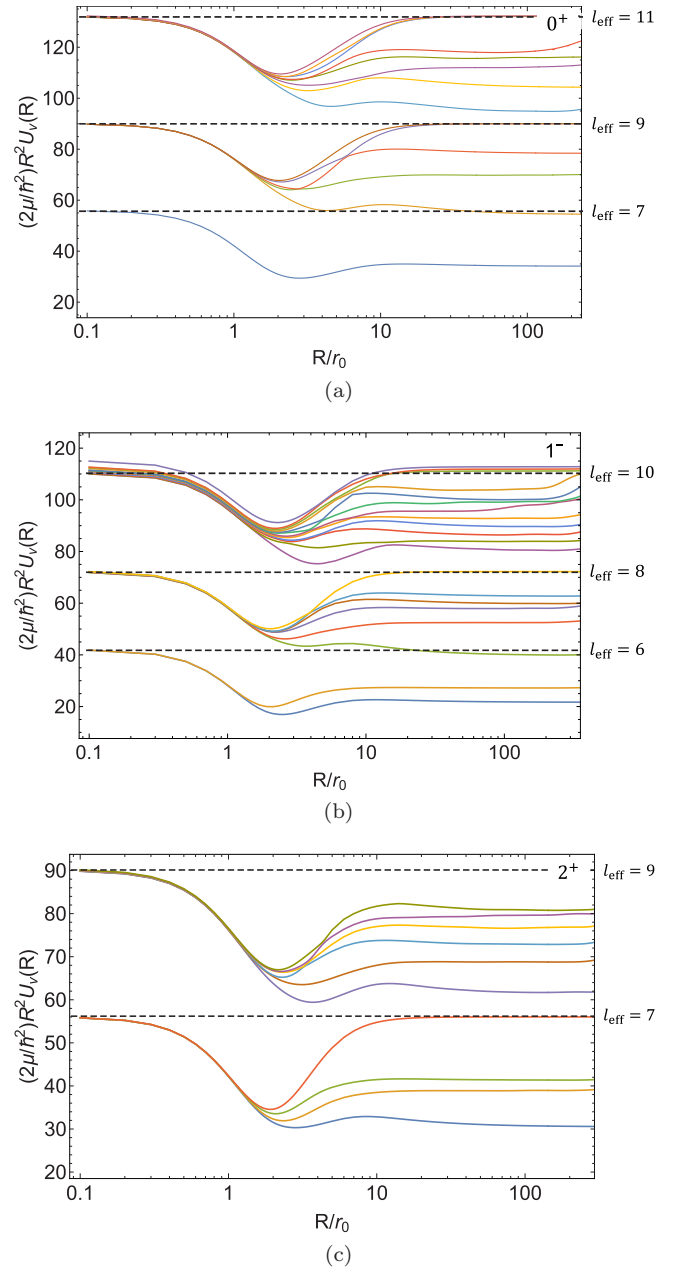 0⁺
l_eff = 11
120
100
l_eff = 9
80
60
l_eff = 7
40
20
(2μ/ℏ²)R²U_ν(R)
0.1 1 10 100
R/r₀
(a)
120
1⁻
l_eff = 10
100
80
l_eff = 8
60
l_eff = 6
40
20
(2μ/ℏ²)R²U_ν(R)
0.1 1 10 100
R/r₀
(b)
90
2⁺
l_eff = 9
80
70
60
l_eff = 7
50
40
30
20
(2μ/ℏ²)R²U_ν(R)
0.1 1 10 100
R/r₀
(c)